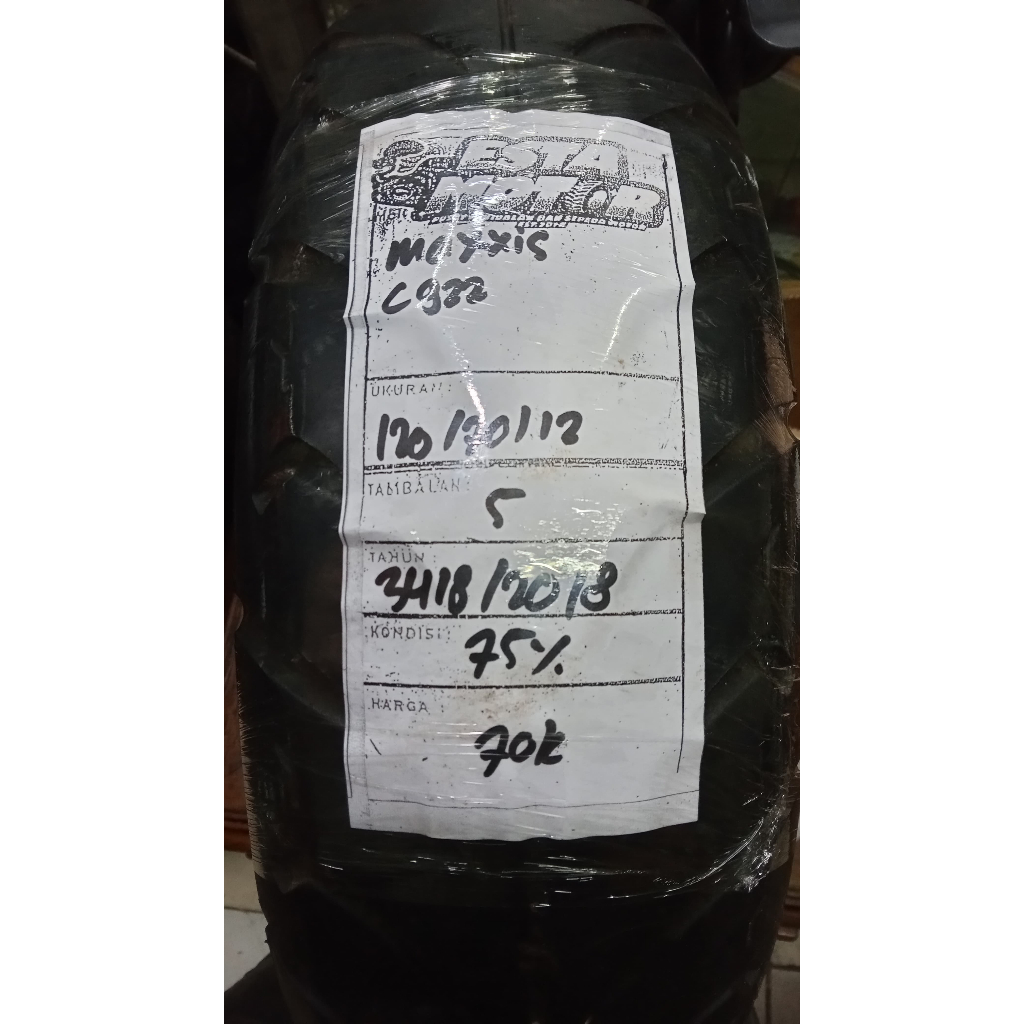 ESTA
MOTOR
Maxxis
C922
UKURAN :
120/70/12
TAMBALAN :
5
TAHUN :
3418/2018
KONDISI :
75%
HARGA :
70k